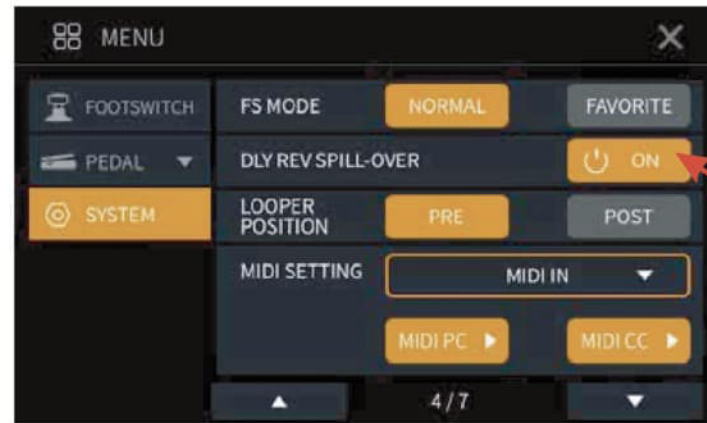 MENU
FOOTSWITCH
PEDAL
SYSTEM
FS MODE NORMAL FAVORITE
DLY REV SPILL-OVER ON
LOOPER
POSITION PRE POST
MIDI SETTING MIDI IN
MIDI PC MIDI CC
4/7